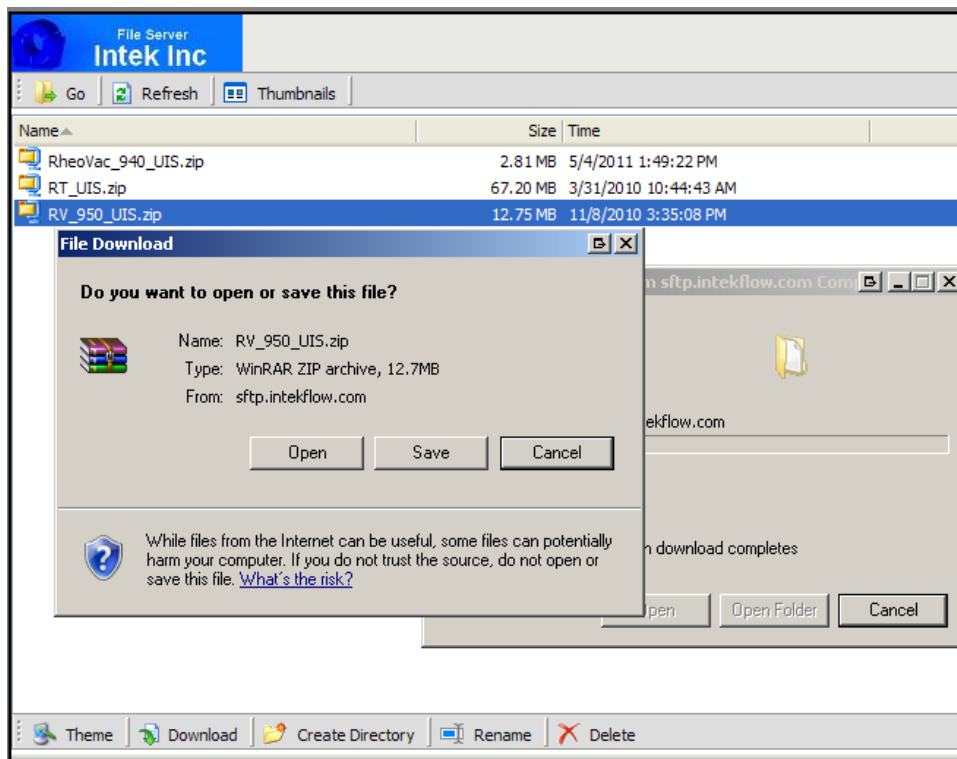 File Server
Intek Inc
Go Refresh Thumbnails
Name Size Time
RheoVac_940_UIS.zip 2.81 MB 5/4/2011 1:49:22 PM
RT_UIS.zip 67.20 MB 3/31/2010 10:44:43 AM
RV_950_UIS.zip 12.75 MB 11/8/2010 3:35:08 PM
File Download
sftp.intekflow.com
Do you want to open or save this file?
Name: RV_950_UIS.zip
Type: WinRAR ZIP archive, 12.7MB
From: sftp.intekflow.com
ekflow.com
Open Save Cancel
While files from the Internet can be useful, some files can potentially
harm your computer. If you do not trust the source, do not open or
save this file. What's the risk?
download completes
Open Folder Cancel
Theme Download Create Directory Rename Delete